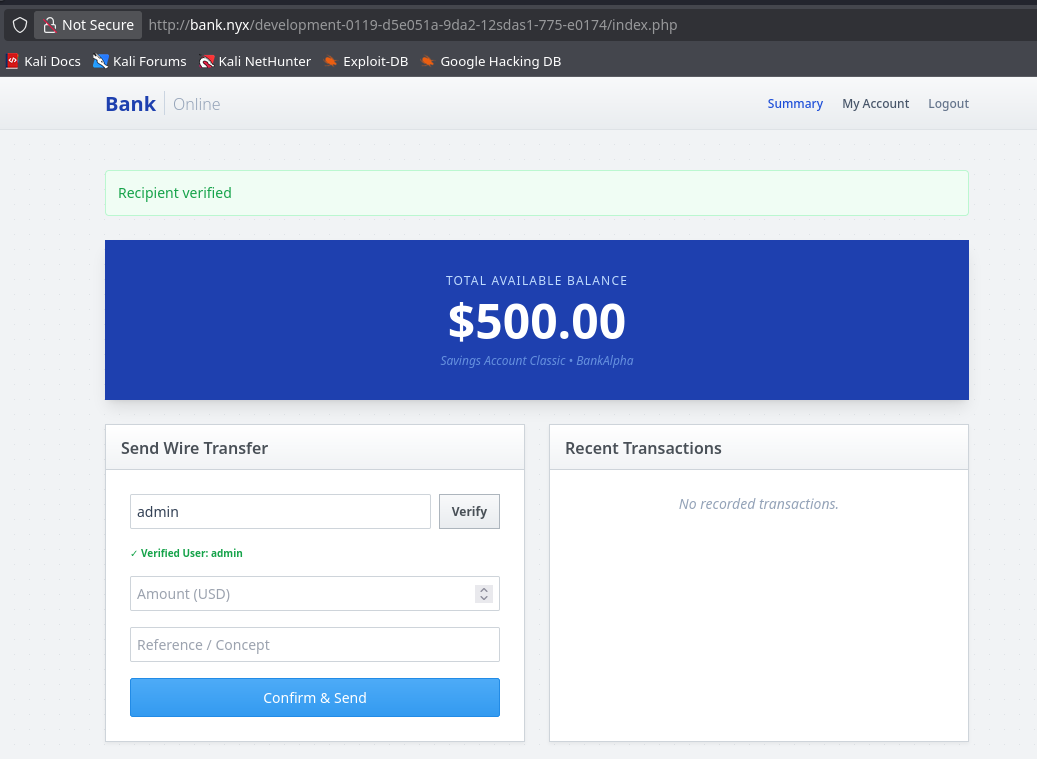 Not Secure http://bank.nyx/development-0119-d5e051a-9da2-12sdas1-775-e0174/index.php
Kali Docs Kali Forums Kali NetHunter Exploit-DB Google Hacking DB
Bank Online Summary My Account Logout
Recipient verified
TOTAL AVAILABLE BALANCE
$500.00
Savings Account Classic • BankAlpha
Send Wire Transfer
admin Verify
✓ Verified User: admin
Amount (USD)
Reference / Concept
Confirm & Send
Recent Transactions
No recorded transactions.